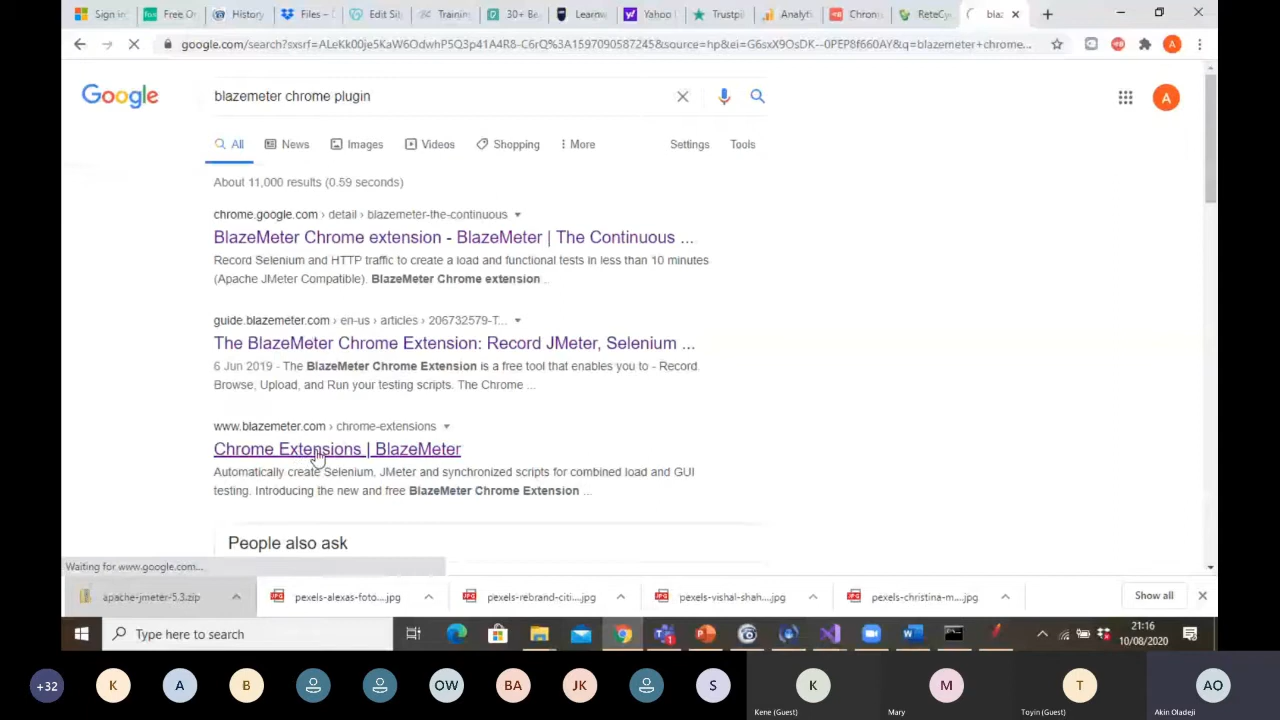 Sign in
Free On
History
Files –
Edit Sit
Training
30+ Be
Learnw
Yahoo
Trustpil
Analyti
Chrom
ReteCy
bla
google.com/search?sxsrf=ALeKk00je5KaW6OdwhP5Q3p41A4R8-C6rQ%3A1597090587245&source=hp&ei=G6sxX9OsDK--0PEP8f660AY&q=blazemeter+chrome...
A
Google
blazemeter chrome plugin
A
All News Images Videos Shopping More Settings Tools
About 11,000 results (0.59 seconds)
chrome.google.com › detail › blazemeter-the-continuous
BlazeMeter Chrome extension - BlazeMeter | The Continuous ...
Record Selenium and HTTP traffic to create a load and functional tests in less than 10 minutes
(Apache JMeter Compatible). BlazeMeter Chrome extension ..
guide.blazemeter.com › en-us › articles › 206732579-T...
The BlazeMeter Chrome Extension: Record JMeter, Selenium ...
6 Jun 2019 - The BlazeMeter Chrome Extension is a free tool that enables you to - Record.
Browse, Upload, and Run your testing scripts. The Chrome ...
www.blazemeter.com › chrome-extensions
Chrome Extensions | BlazeMeter
Automatically create Selenium, JMeter and synchronized scripts for combined load and GUI
testing. Introducing the new and free BlazeMeter Chrome Extension ...
People also ask
Waiting for www.google.com...
apache-jmeter-5.3.zip
pexels-alexas-foto....jpg
pexels-rebrand-citi....jpg
pexels-vishal-shah....jpg
pexels-christina-m....jpg
Show all
Type here to search
21:16
10/08/2020
+32 K A B OW BA JK S K M T AO
Kene (Guest) Mary Toyin (Guest) Akin Oladeji